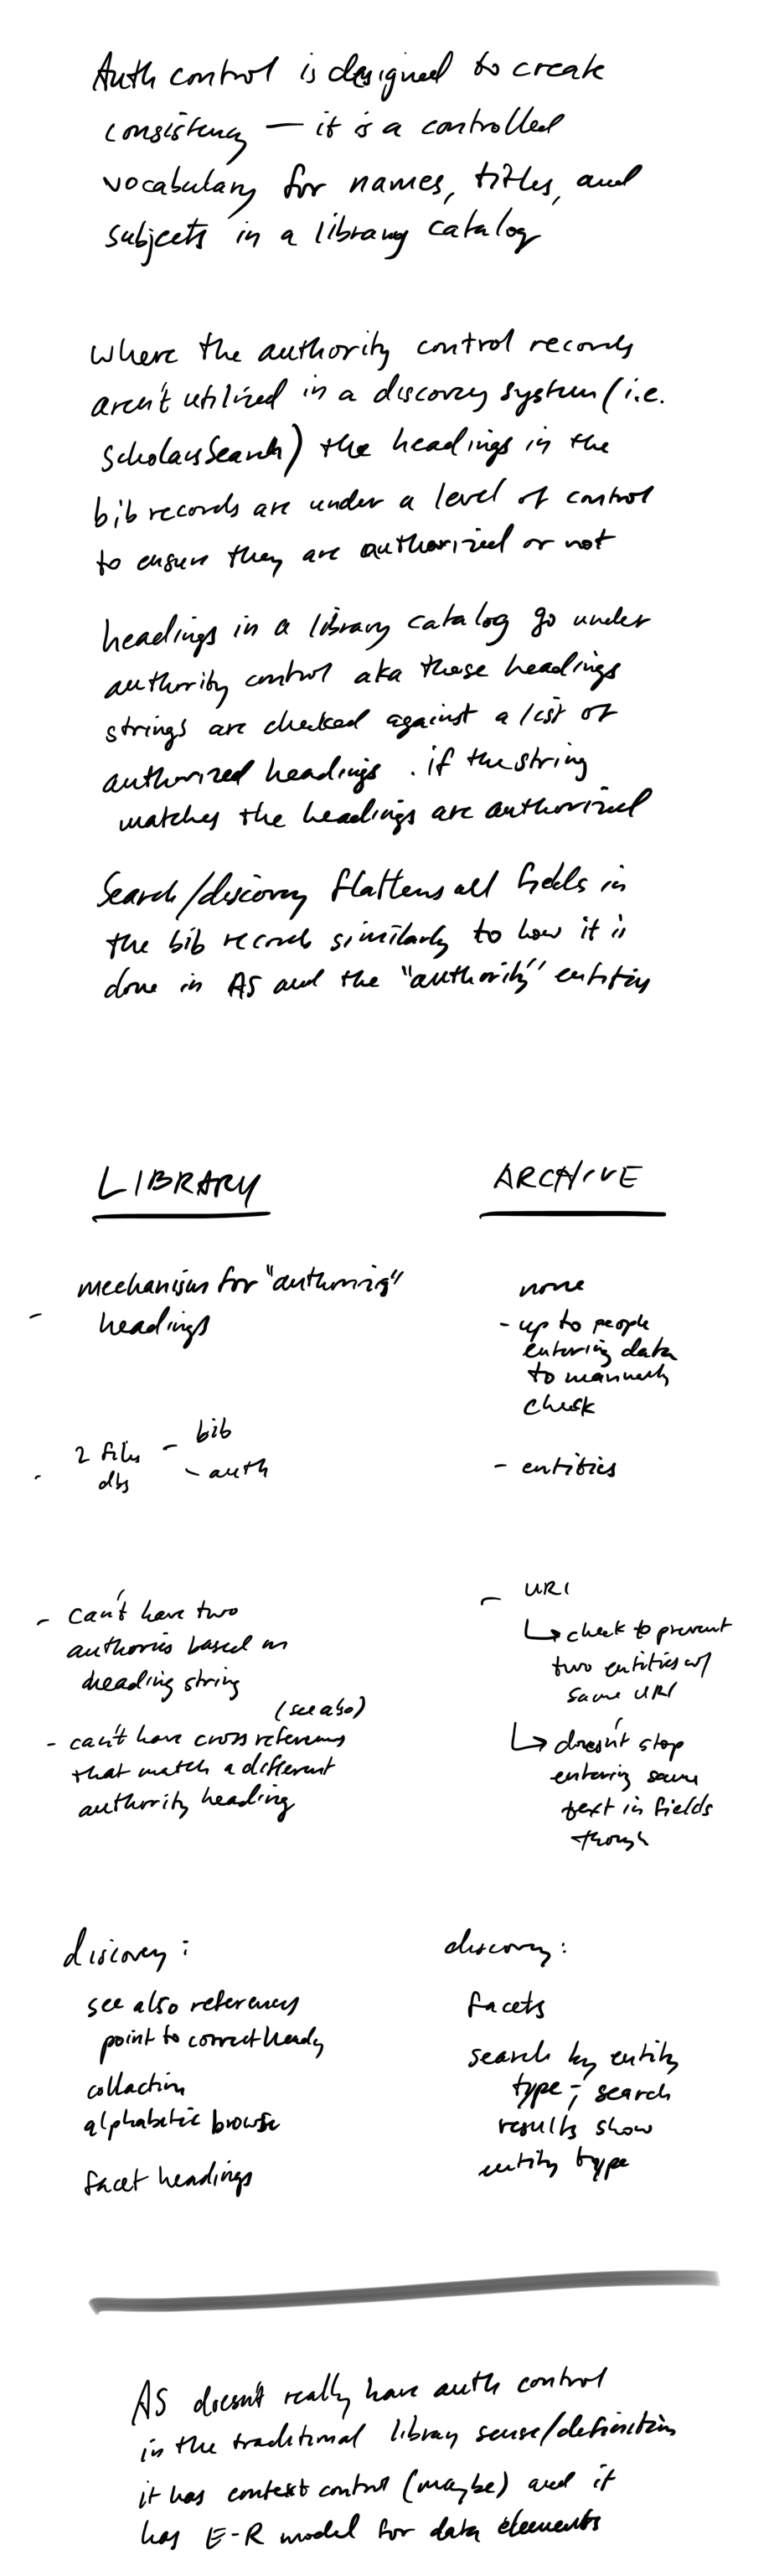 Auth control is designed to create
consistency — it is a controlled
vocabulary for names, titles, and
subjects in a library catalog
where the authority control records
aren't utilized in a discovery system (i.e.
ScholarsSearch) the headings in the
bib records are under a level of control
to ensure they are authorized or not
headings in a library catalog go under
authority control aka these headings
strings are checked against a list of
authorized headings. if the string
matches the headings are authorized
Search/discovery flattens all fields in
the bib records similarly to how it is
done in AS and the "authority" entities
LIBRARY
mechanism for "authorizing"
- headings
- 2 files - bib
dbs - auth
- can't have two
authorities based on
heading string
(see also)
- can't have cross references
that match a different
authority heading
discovery:
see also references
point to correct heading
collection
alphabetic browse
facet headings
ARCHIVE
none
- up to people
entering data
to manually
check
- entities
- URI
↳ check to prevent
two entities w/
same URI
↳ doesn't stop
entering same
text in fields
though
discovery:
facets
search by entity
type; search
results show
entity type
AS doesn't really have auth control
in the traditional library sense/definition
it has context control (maybe) and it
has E-R model for data elements